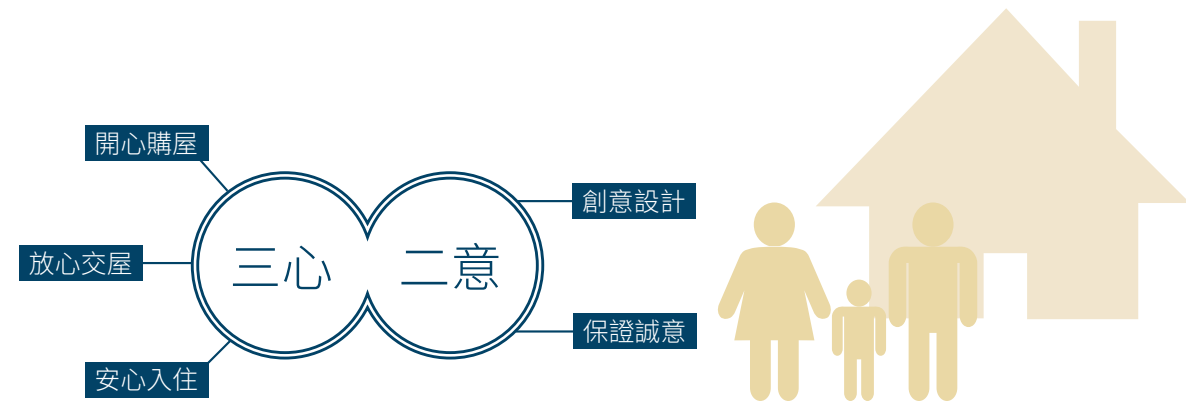 開心購屋
放心交屋
安心入住
三心 二意
創意設計
保證誠意